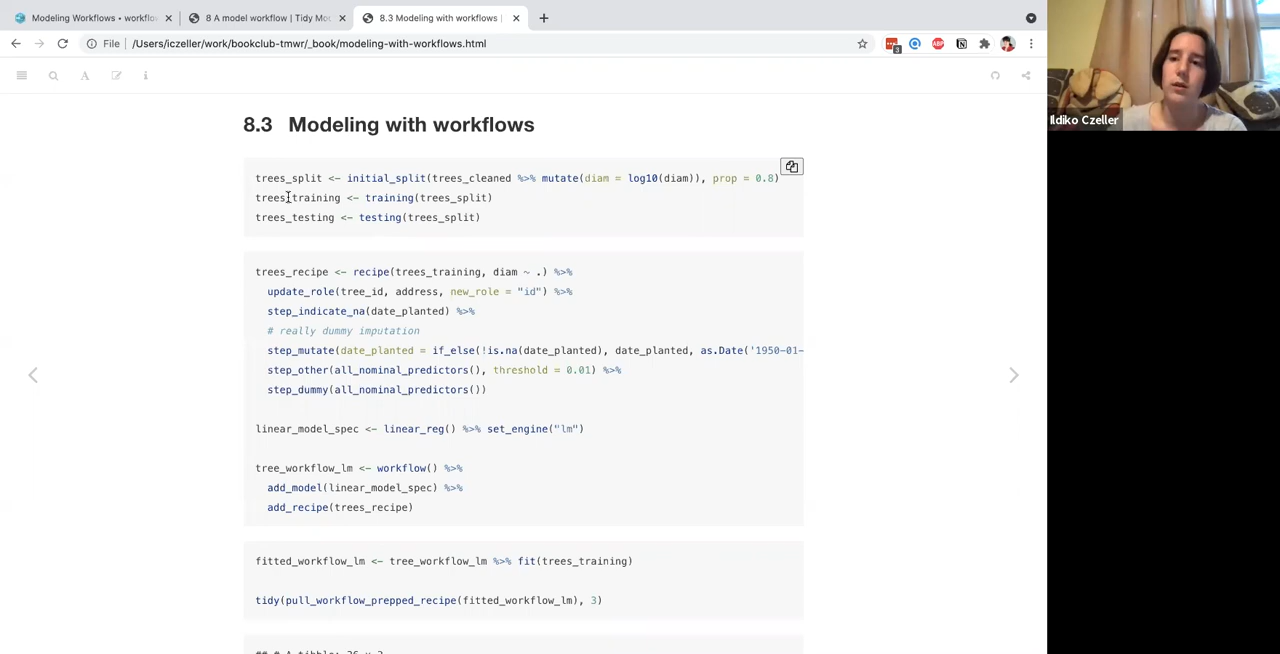 Modeling Workflows • workflow
8 A model workflow | Tidy Mo
8.3 Modeling with workflows |
File
/Users/iczeller/work/bookclub-tmwr/_book/modeling-with-workflows.html
3
ABP
A
i
Ildiko Czeller
8.3 Modeling with workflows
trees_split <- initial_split(trees_cleaned %>% mutate(diam = log10(diam)), prop = 0.8)
trees_training <- training(trees_split)
trees_testing <- testing(trees_split)
trees_recipe <- recipe(trees_training, diam ~ .) %>%
update_role(tree_id, address, new_role = "id") %>%
step_indicate_na(date_planted) %>%
# really dummy imputation
step_mutate(date_planted = if_else(!is.na(date_planted), date_planted, as.Date('1950-01-
step_other(all_nominal_predictors(), threshold = 0.01) %>%
step_dummy(all_nominal_predictors())
linear_model_spec <- linear_reg() %>% set_engine("lm")
tree_workflow_lm <- workflow() %>%
add_model(linear_model_spec) %>%
add_recipe(trees_recipe)
fitted_workflow_lm <- tree_workflow_lm %>% fit(trees_training)
tidy(pull_workflow_prepped_recipe(fitted_workflow_lm), 3)